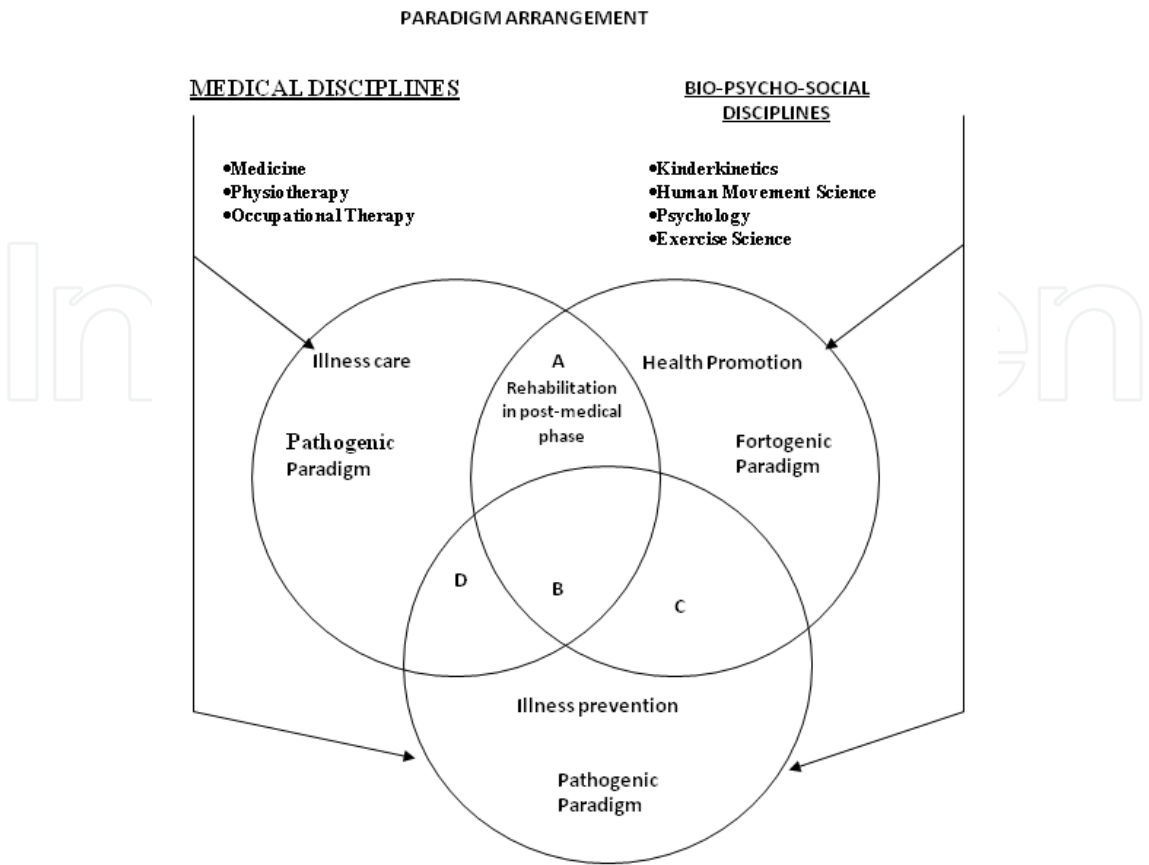 PARADIGM ARRANGEMENT
MEDICAL DISCIPLINES
BIO-PSYCHO-SOCIAL
DISCIPLINES
•Medicine
•Physiotherapy
•Occupational Therapy
•Kinderkinetics
•Human Movement Science
•Psychology
•Exercise Science
Illness care
Pathogenic
Paradigm
A
Rehabilitation
in post-medical
phase
Health Promotion
Fortogenic
Paradigm
D
B
C
Illness prevention
Pathogenic
Paradigm